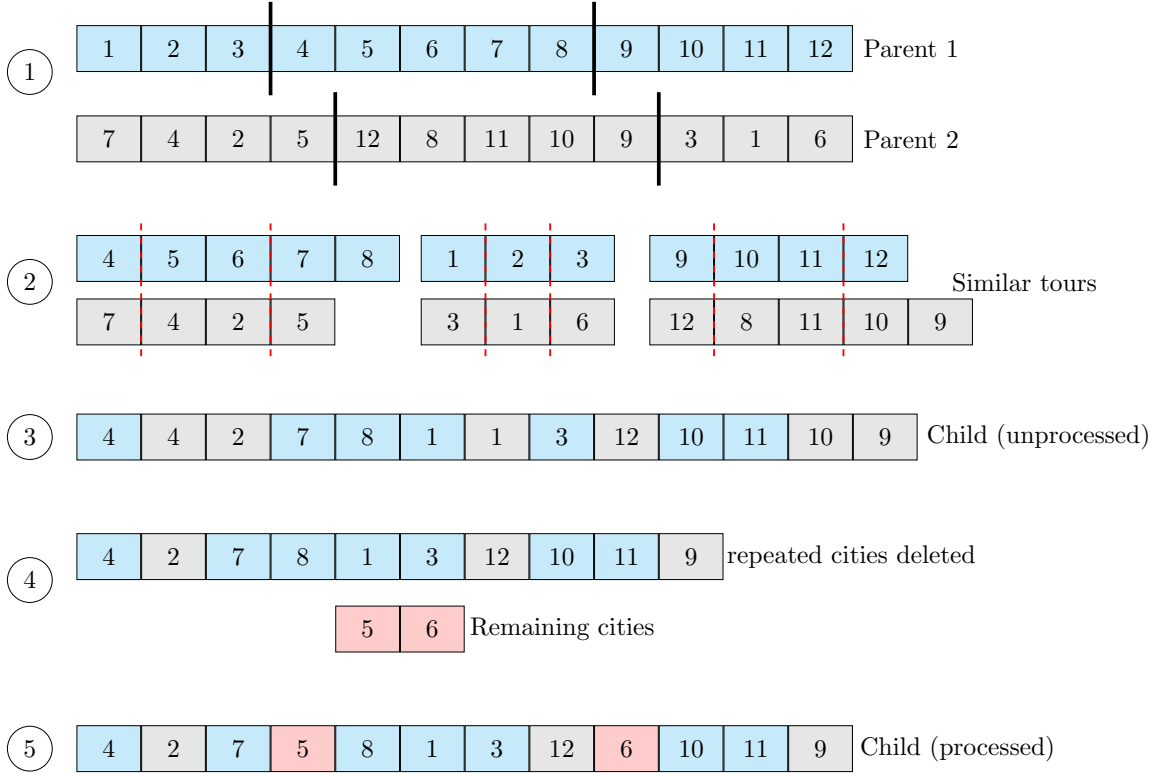 1
1 2 3 4 5 6 7 8 9 10 11 12 Parent 1
7 4 2 5 12 8 11 10 9 3 1 6 Parent 2
2
4 5 6 7 8 1 2 3 9 10 11 12
Similar tours
7 4 2 5 3 1 6 12 8 11 10 9
3 4 4 2 7 8 1 1 3 12 10 11 10 9 Child (unprocessed)
4
4 2 7 8 1 3 12 10 11 9 repeated cities deleted
5 6 Remaining cities
5 4 2 7 5 8 1 3 12 6 10 11 9 Child (processed)